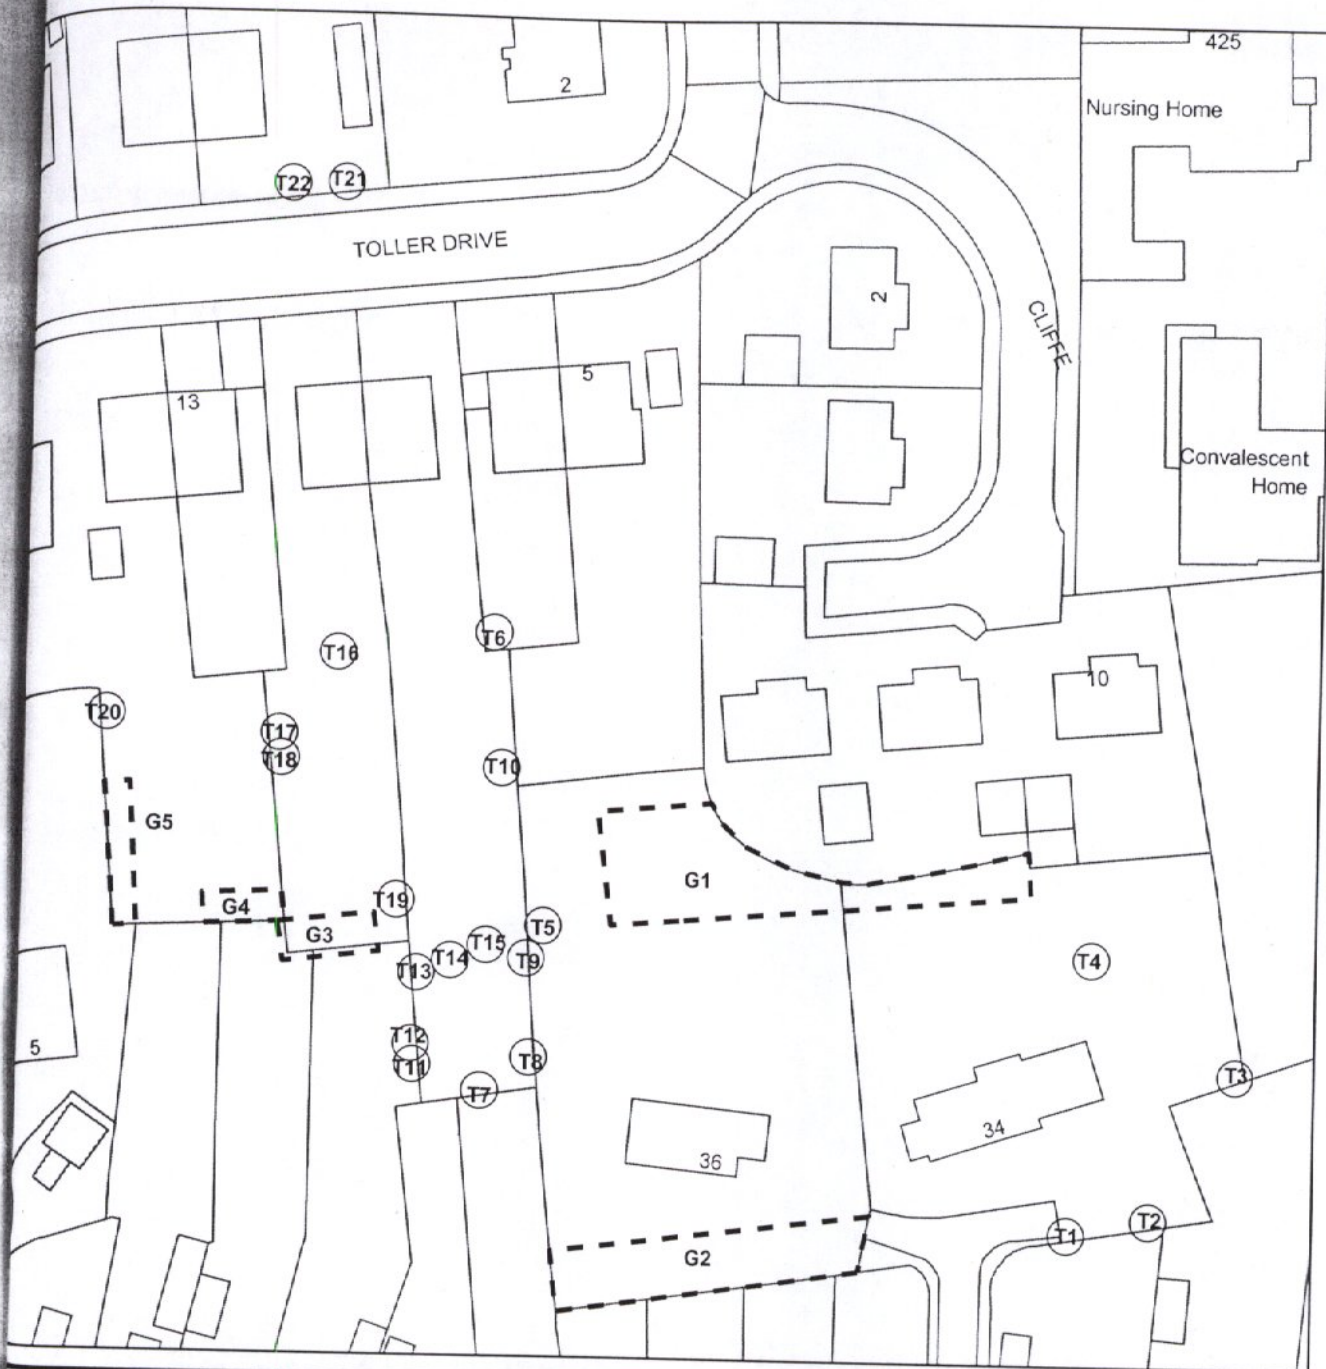 425
2
Nursing Home
T22
T21
TOLLER DRIVE
2
CLIFFE
5
13
Convalescent
Home
T6
T16
10
T20
T17
T18
T10
G5
G1
T19
G4
T5
G3
T15
T14
T9
T13
T4
T12
5
T8
T11
T3
T7
34
36
T2
T1
G2